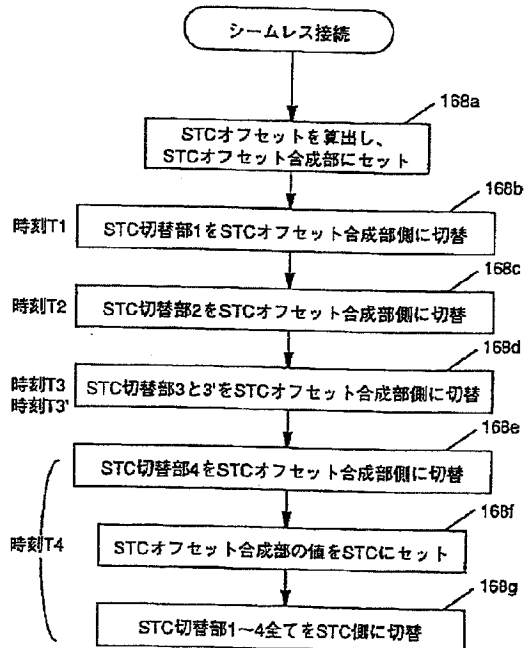 シームレス接続
168a
STCオフセットを算出し、
STCオフセット合成部にセット
168b
時刻T1
STC切替部1をSTCオフセット合成部側に切替
168c
時刻T2
STC切替部2をSTCオフセット合成部側に切替
168d
時刻T3
時刻T3'
STC切替部3と3'をSTCオフセット合成部側に切替
168e
STC切替部4をSTCオフセット合成部側に切替
168f
時刻T4
STCオフセット合成部の値をSTCにセット
168g
STC切替部1～4全てをSTC側に切替